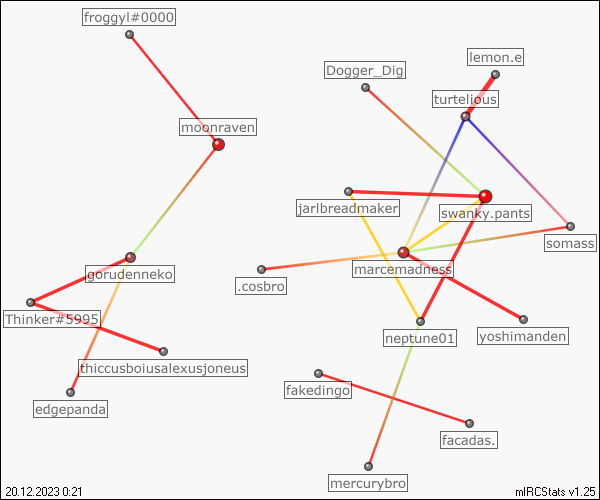 froggyl#0000
lemon.e
Dogger_Dig
turtelious
moonraven
jarlbreadmaker
swanky.pants
somass
marcemadness
gorudenneko
.cosbro
Thinker#5995
neptune01
yoshimanden
thiccusboiusalexusjoneus
fakedingo
edgepanda
facadas.
mercurybro
20.12.2023 0:21
mIRCStats v1.25